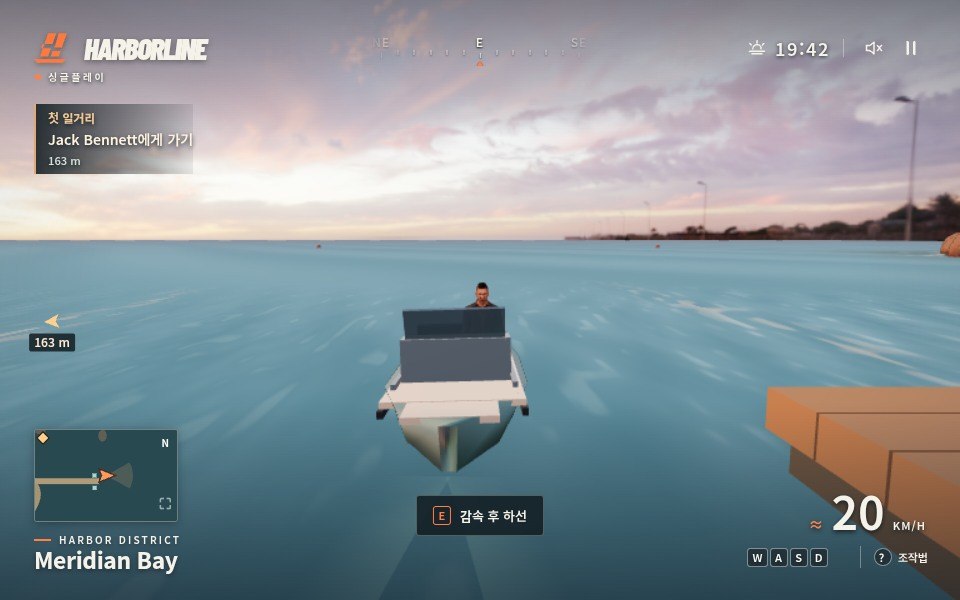 HARBORLINE
싱글플레이
NE E SE
19:42
첫 일거리
Jack Bennett에게 가기
163 m
163 m
N
HARBOR DISTRICT
Meridian Bay
E 감속 후 하선
≈ 20 KM/H
W A S D
? 조작법